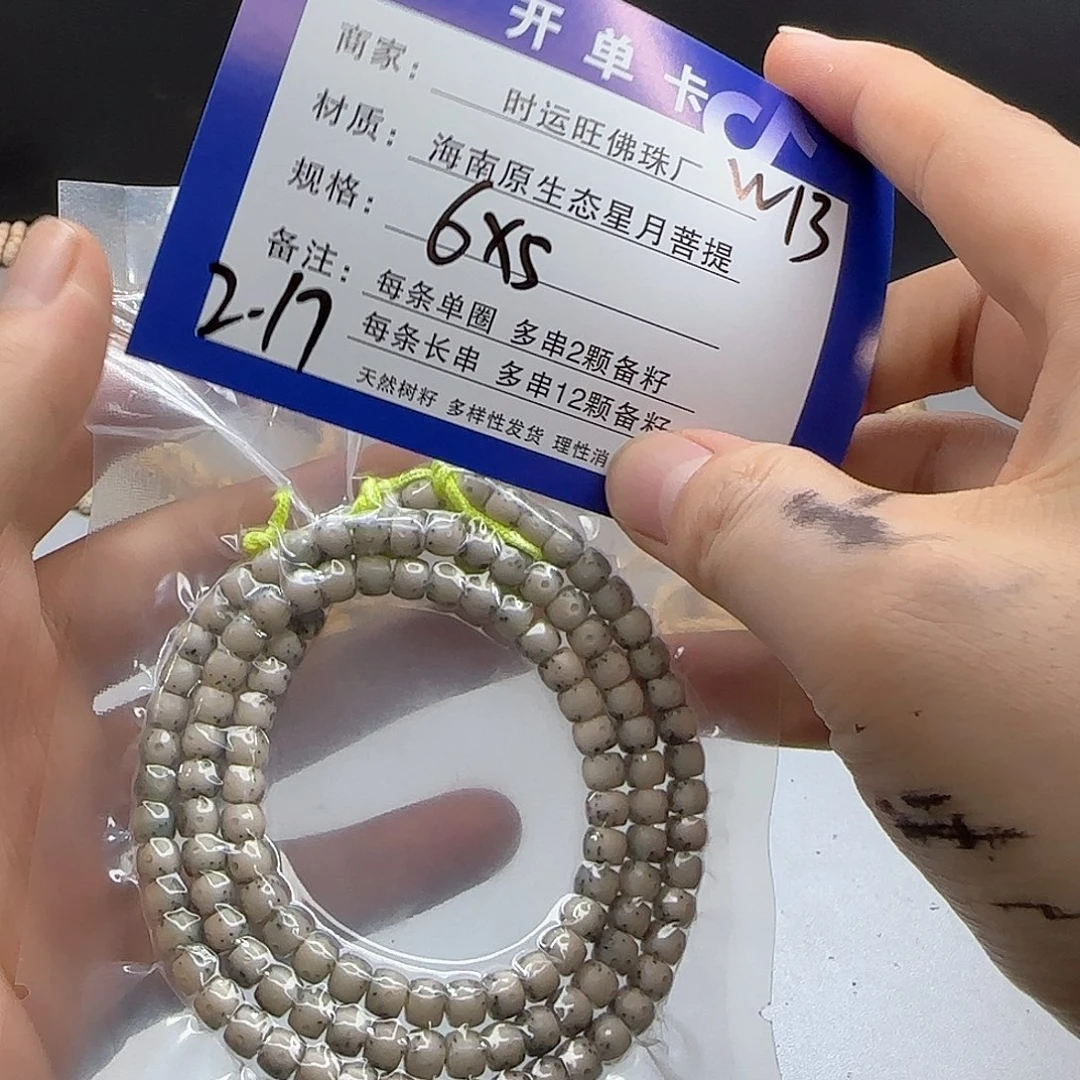 开单卡
商家： 时运旺佛珠厂
W13
材质： 海南原生态星月菩提
规格： 6X5
备注： 每条单圈 多串2颗备籽
2-17
每条长串 多串12颗备籽
天然树籽 多样性发货 理性消